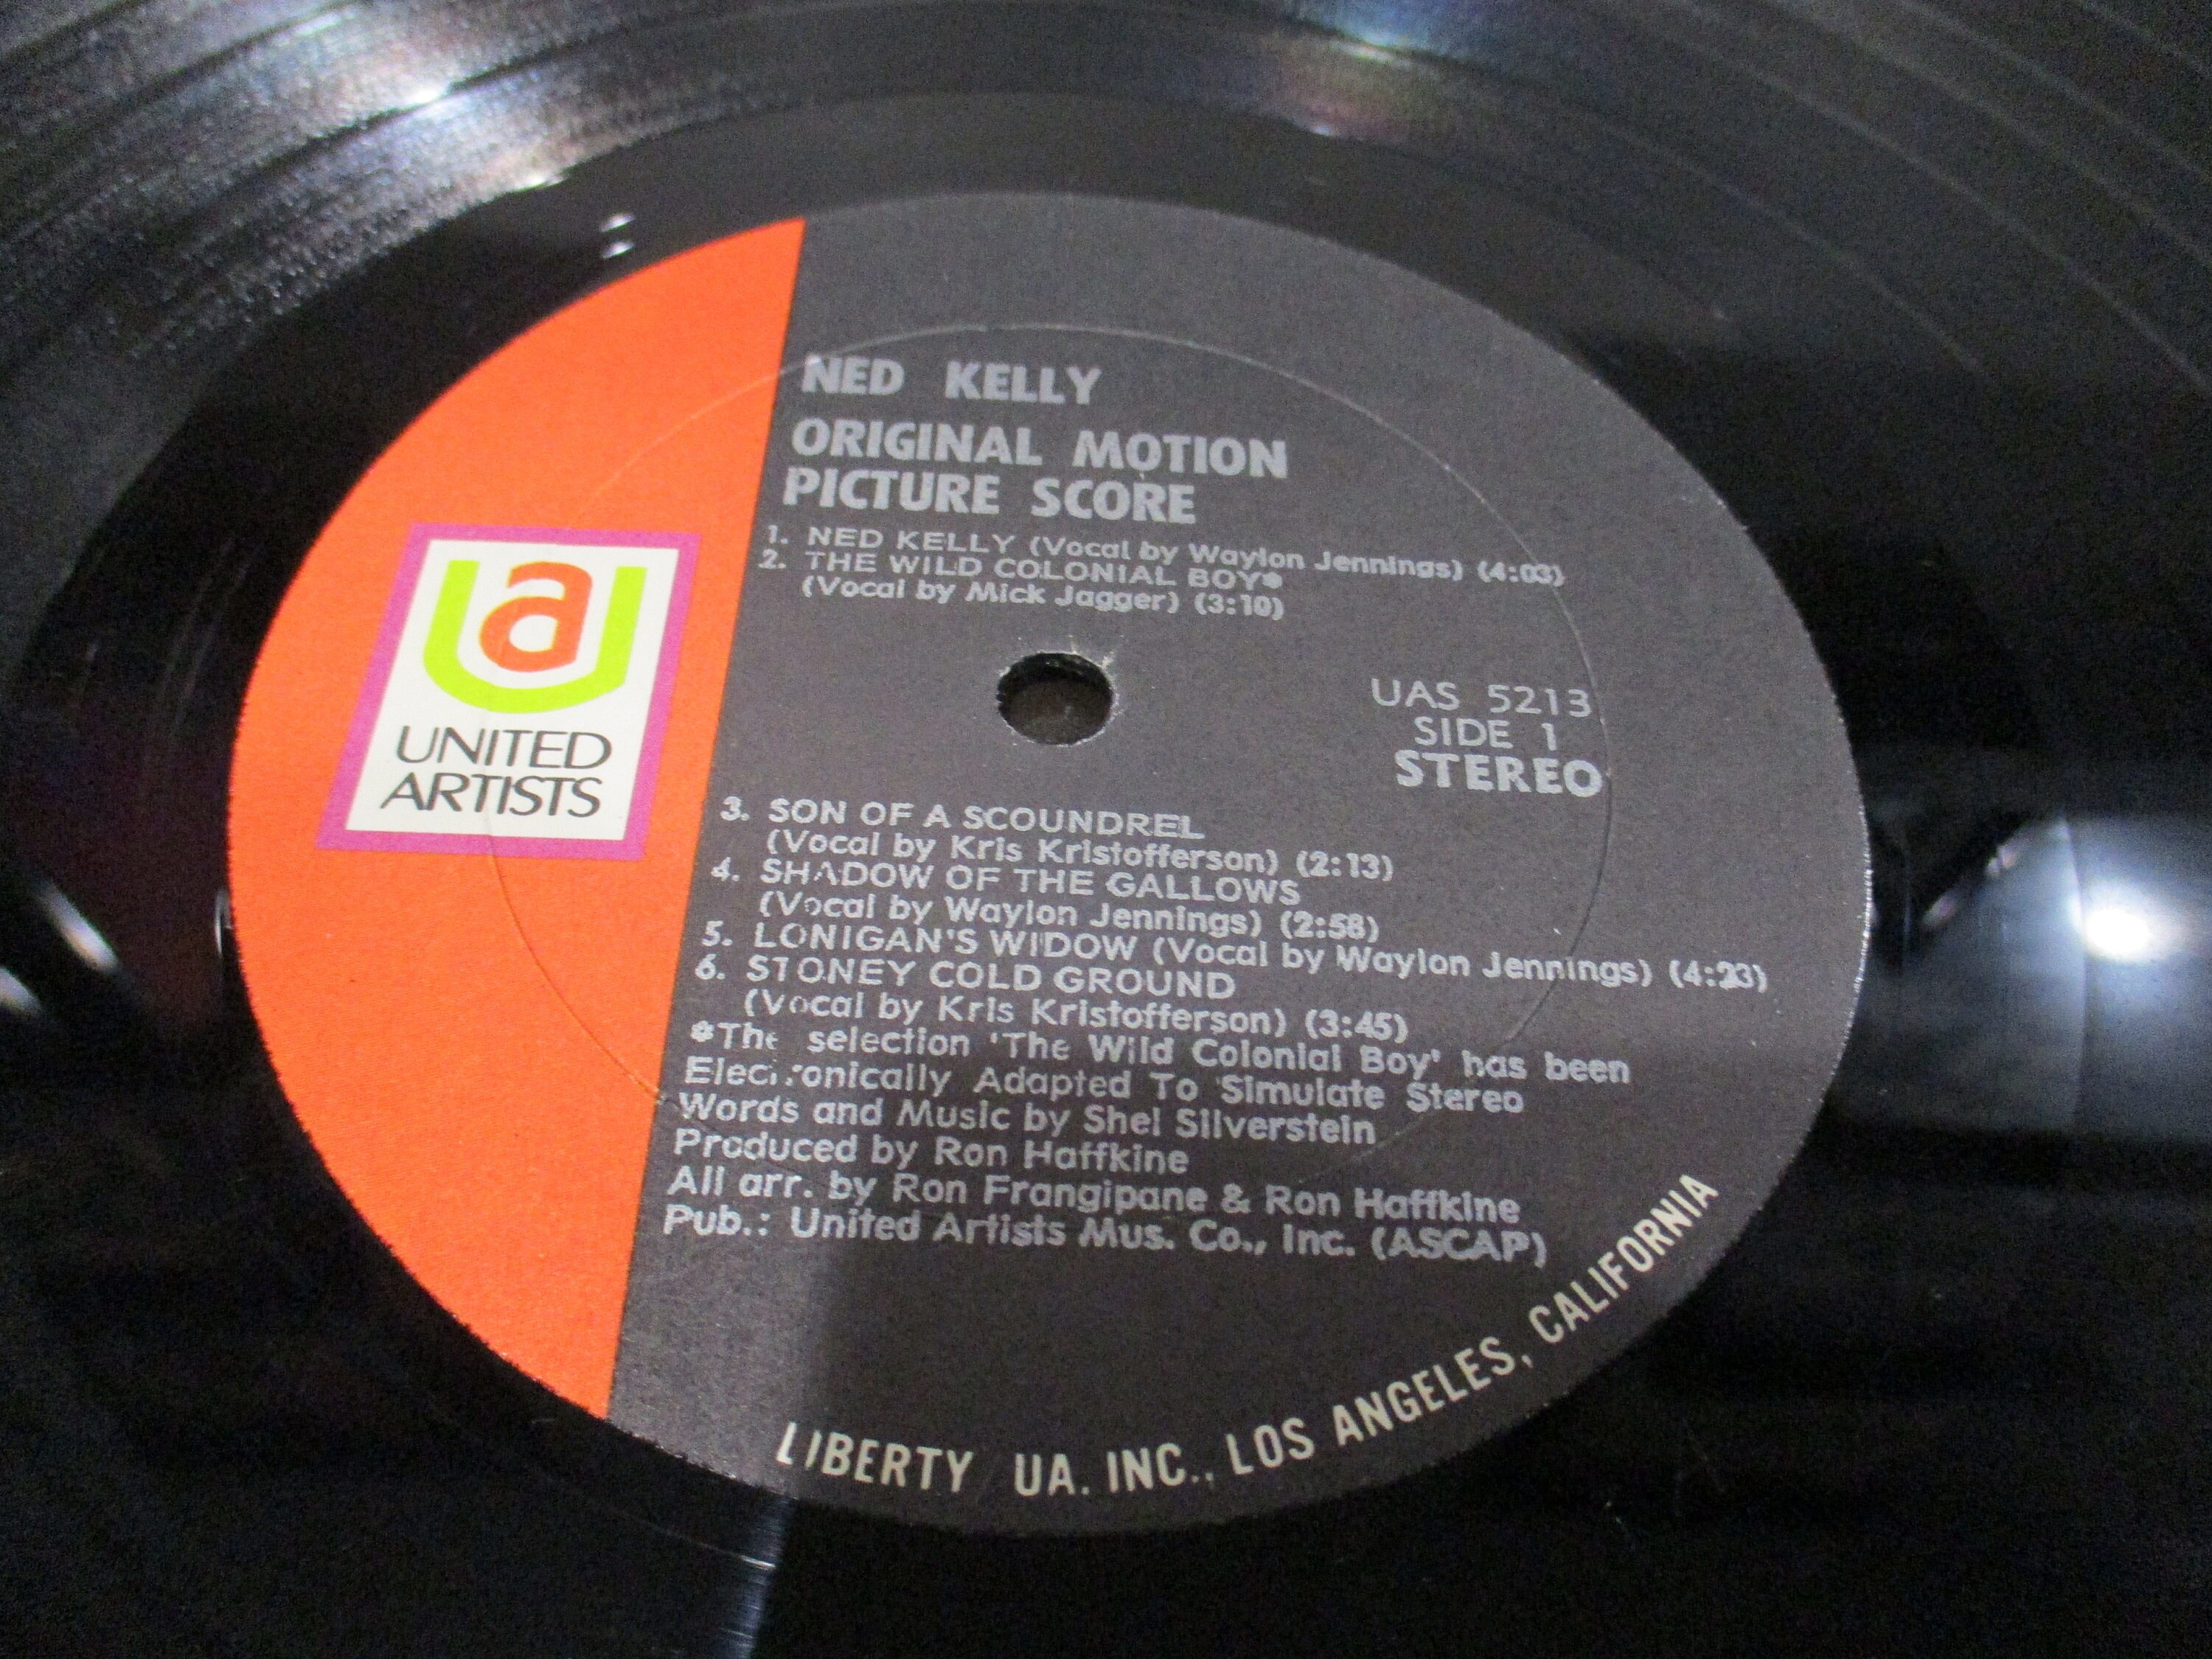 NED KELLY
ORIGINAL MOTION
PICTURE SCORE
1. NED KELLY (Vocal by Waylon Jennings) (4:03)
2. THE WILD COLONIAL BOY*
(Vocal by Mick Jagger) (3:10)
UAS 5213
SIDE 1
STEREO
ua
UNITED
ARTISTS
3. SON OF A SCOUNDREL
(Vocal by Kris Kristofferson) (2:13)
4. SHADOW OF THE GALLOWS
(Vocal by Waylon Jennings) (2:58)
5. LONIGAN'S WIDOW (Vocal by Waylon Jennings) (4:23)
6. STONEY COLD GROUND
(Vocal by Kris Kristofferson) (3:45)
*The selection 'The Wild Colonial Boy' has been
Electronically Adapted To Simulate Stereo
Words and Music by Shel Silverstein
Produced by Ron Haffkine
All arr. by Ron Frangipane & Ron Haffkine
Pub.: United Artists Mus. Co., Inc. (ASCAP)
LIBERTY / UA. INC., LOS ANGELES, CALIFORNIA